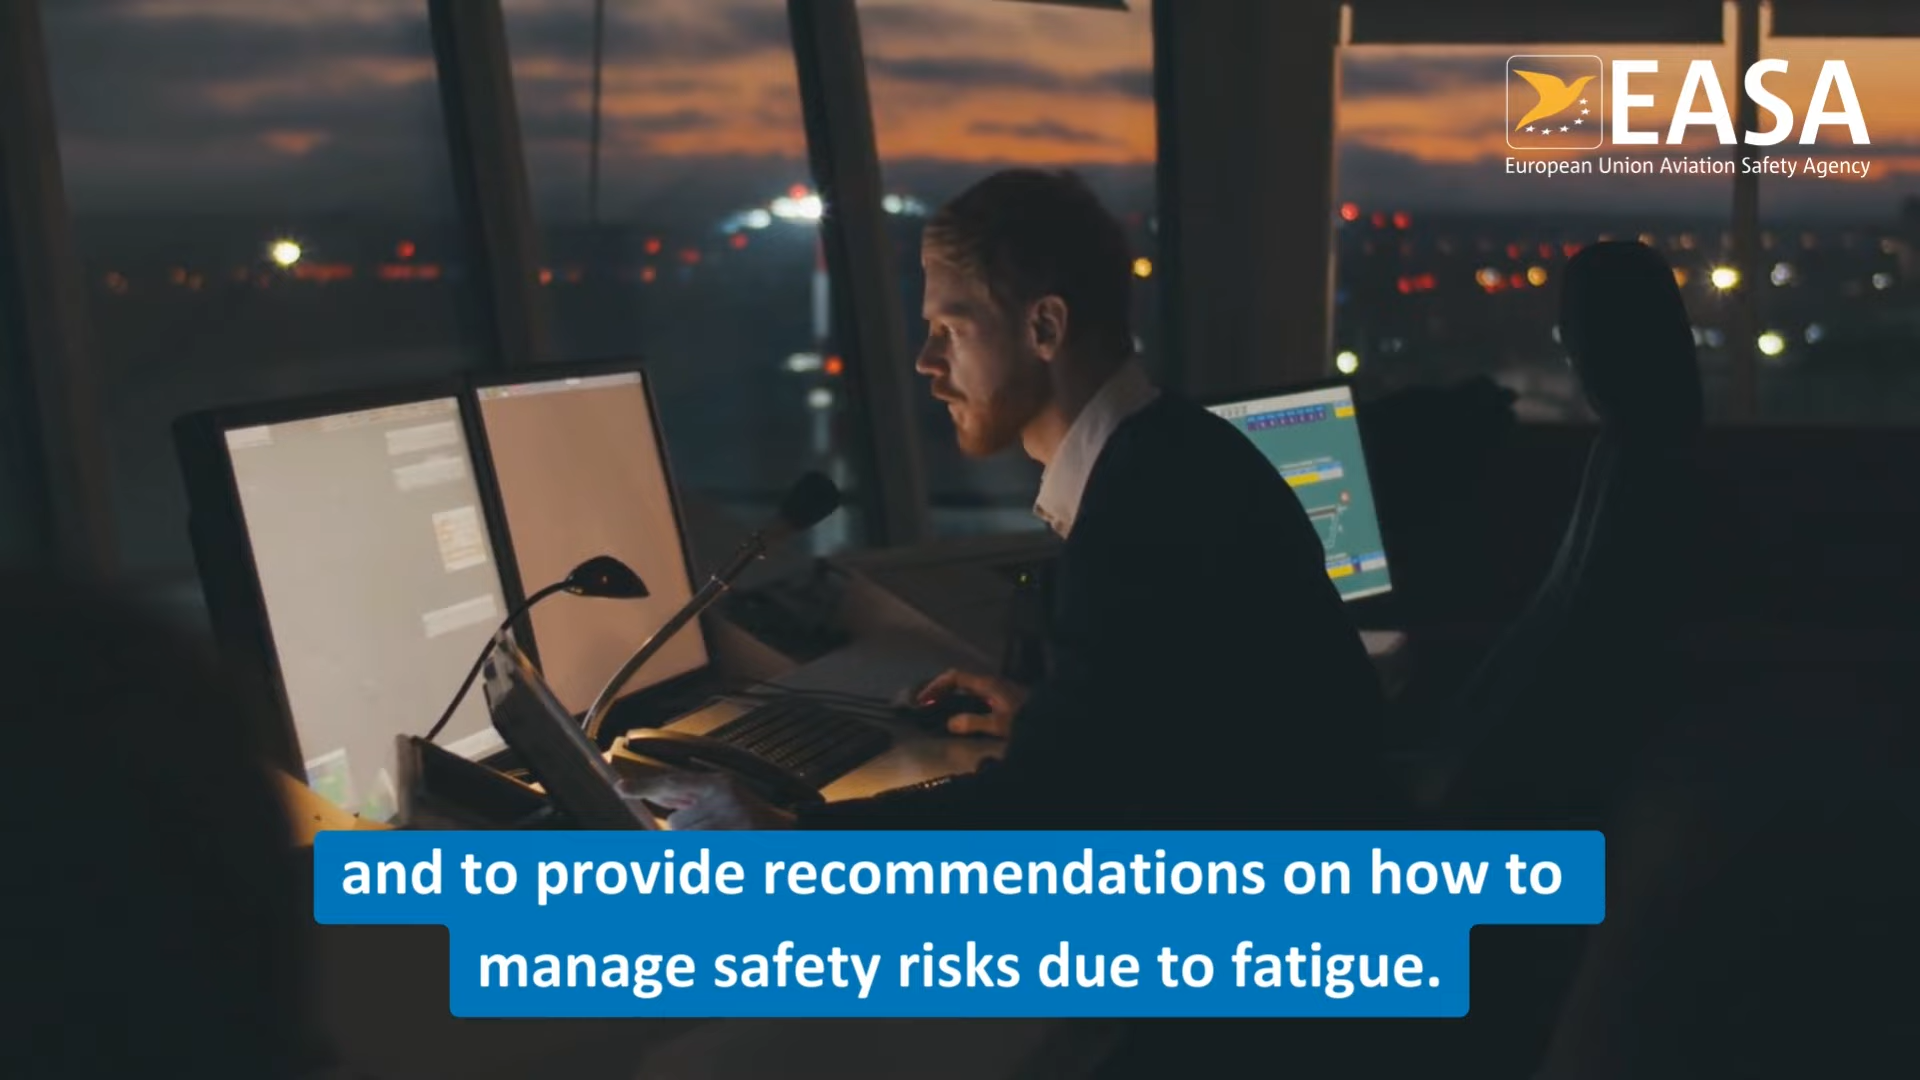 EASA
European Union Aviation Safety Agency
and to provide recommendations on how to
manage safety risks due to fatigue.